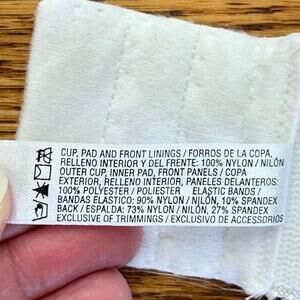 CUP, PAD AND FRONT LININGS / FORROS DE LA COPA,
RELLENO INTERIOR Y DEL FRENTE: 100% NYLON / NILÓN
OUTER CUP, INNER PAD, FRONT PANELS / COPA
EXTERIOR, RELLENO INTERIOR, PANELES DELANTEROS:
100% POLYESTER / POLIESTER ELASTIC BANDS /
BANDAS ELASTICO: 90% NYLON / NILÓN, 10% SPANDEX
BACK / ESPALDA: 73% NYLON / NILÓN, 27% SPANDEX
EXCLUSIVE OF TRIMMINGS / EXCLUSIVO DE ACCESORIOS